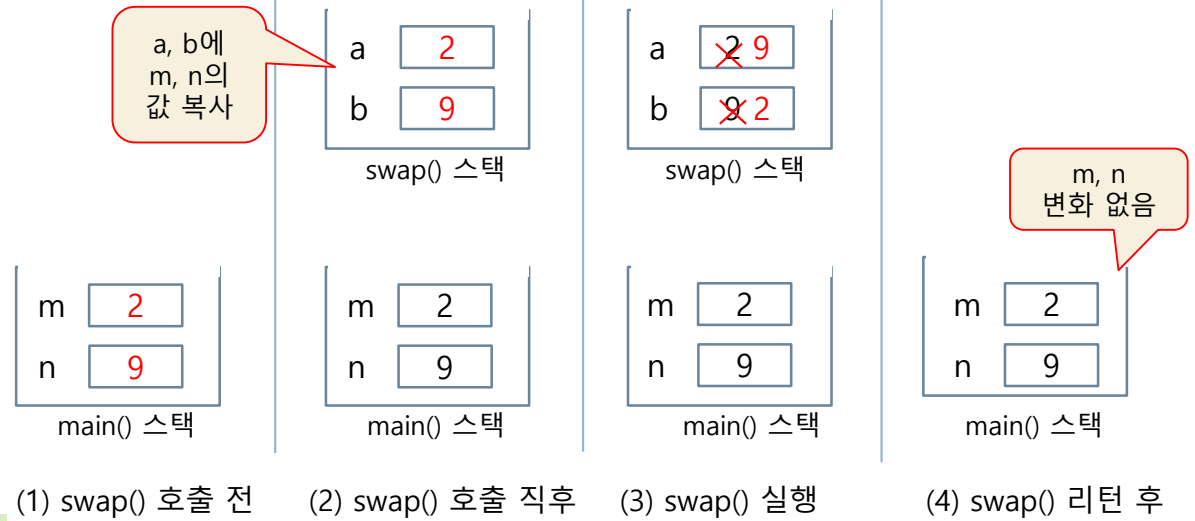 a, b에
m, n의
값 복사
a 2
b 9
swap() 스택
a 2 9
b 9 2
swap() 스택
m, n
변화 없음
m 2
n 9
main() 스택
m 2
n 9
main() 스택
m 2
n 9
main() 스택
m 2
n 9
main() 스택
(1) swap() 호출 전
(2) swap() 호출 직후
(3) swap() 실행
(4) swap() 리턴 후